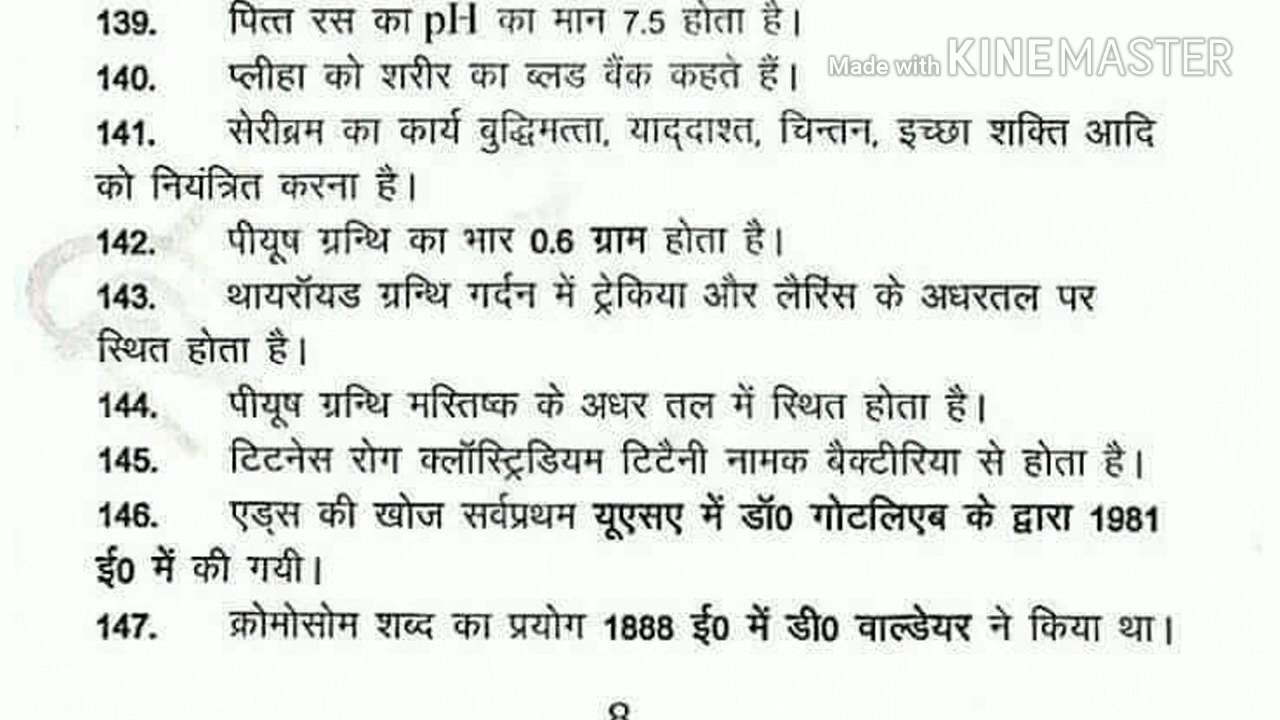 139. पित्त रस का pH का मान 7.5 होता है।
Made with KINEMASTER
140. प्लीहा को शरीर का ब्लड बैंक कहते हैं।
141. सेरीब्रम का कार्य बुद्धिमत्ता, याद्दाश्त, चिन्तन, इच्छा शक्ति आदि
को नियंत्रित करना है।
142. पीयूष ग्रन्थि का भार 0.6 ग्राम होता है।
143. थायरॉयड ग्रन्थि गर्दन में ट्रेकिया और लैरिंस के अधरतल पर
स्थित होता है।
144. पीयूष ग्रन्थि मस्तिष्क के अधर तल में स्थित होता है।
145. टिटनेस रोग क्लॉस्ट्रिडियम टिटैनी नामक बैक्टीरिया से होता है।
146. एड्स की खोज सर्वप्रथम यूएसए में डॉ0 गोटलिएब के द्वारा 1981
ई0 में की गयी।
147. क्रोमोसोम शब्द का प्रयोग 1888 ई0 में डी0 वाल्डेयर ने किया था।
8